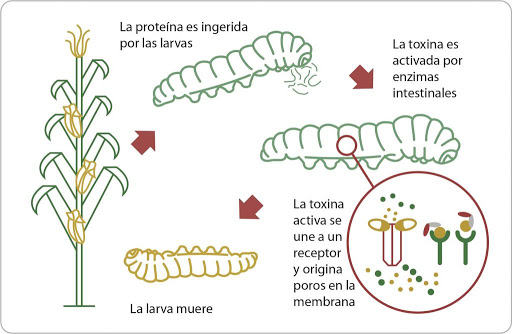 La proteína es ingerida
por las larvas
La toxina es
activada por
enzimas
intestinales
La toxina
activa se
une a un
receptor
y origina
poros en la
membrana
La larva muere